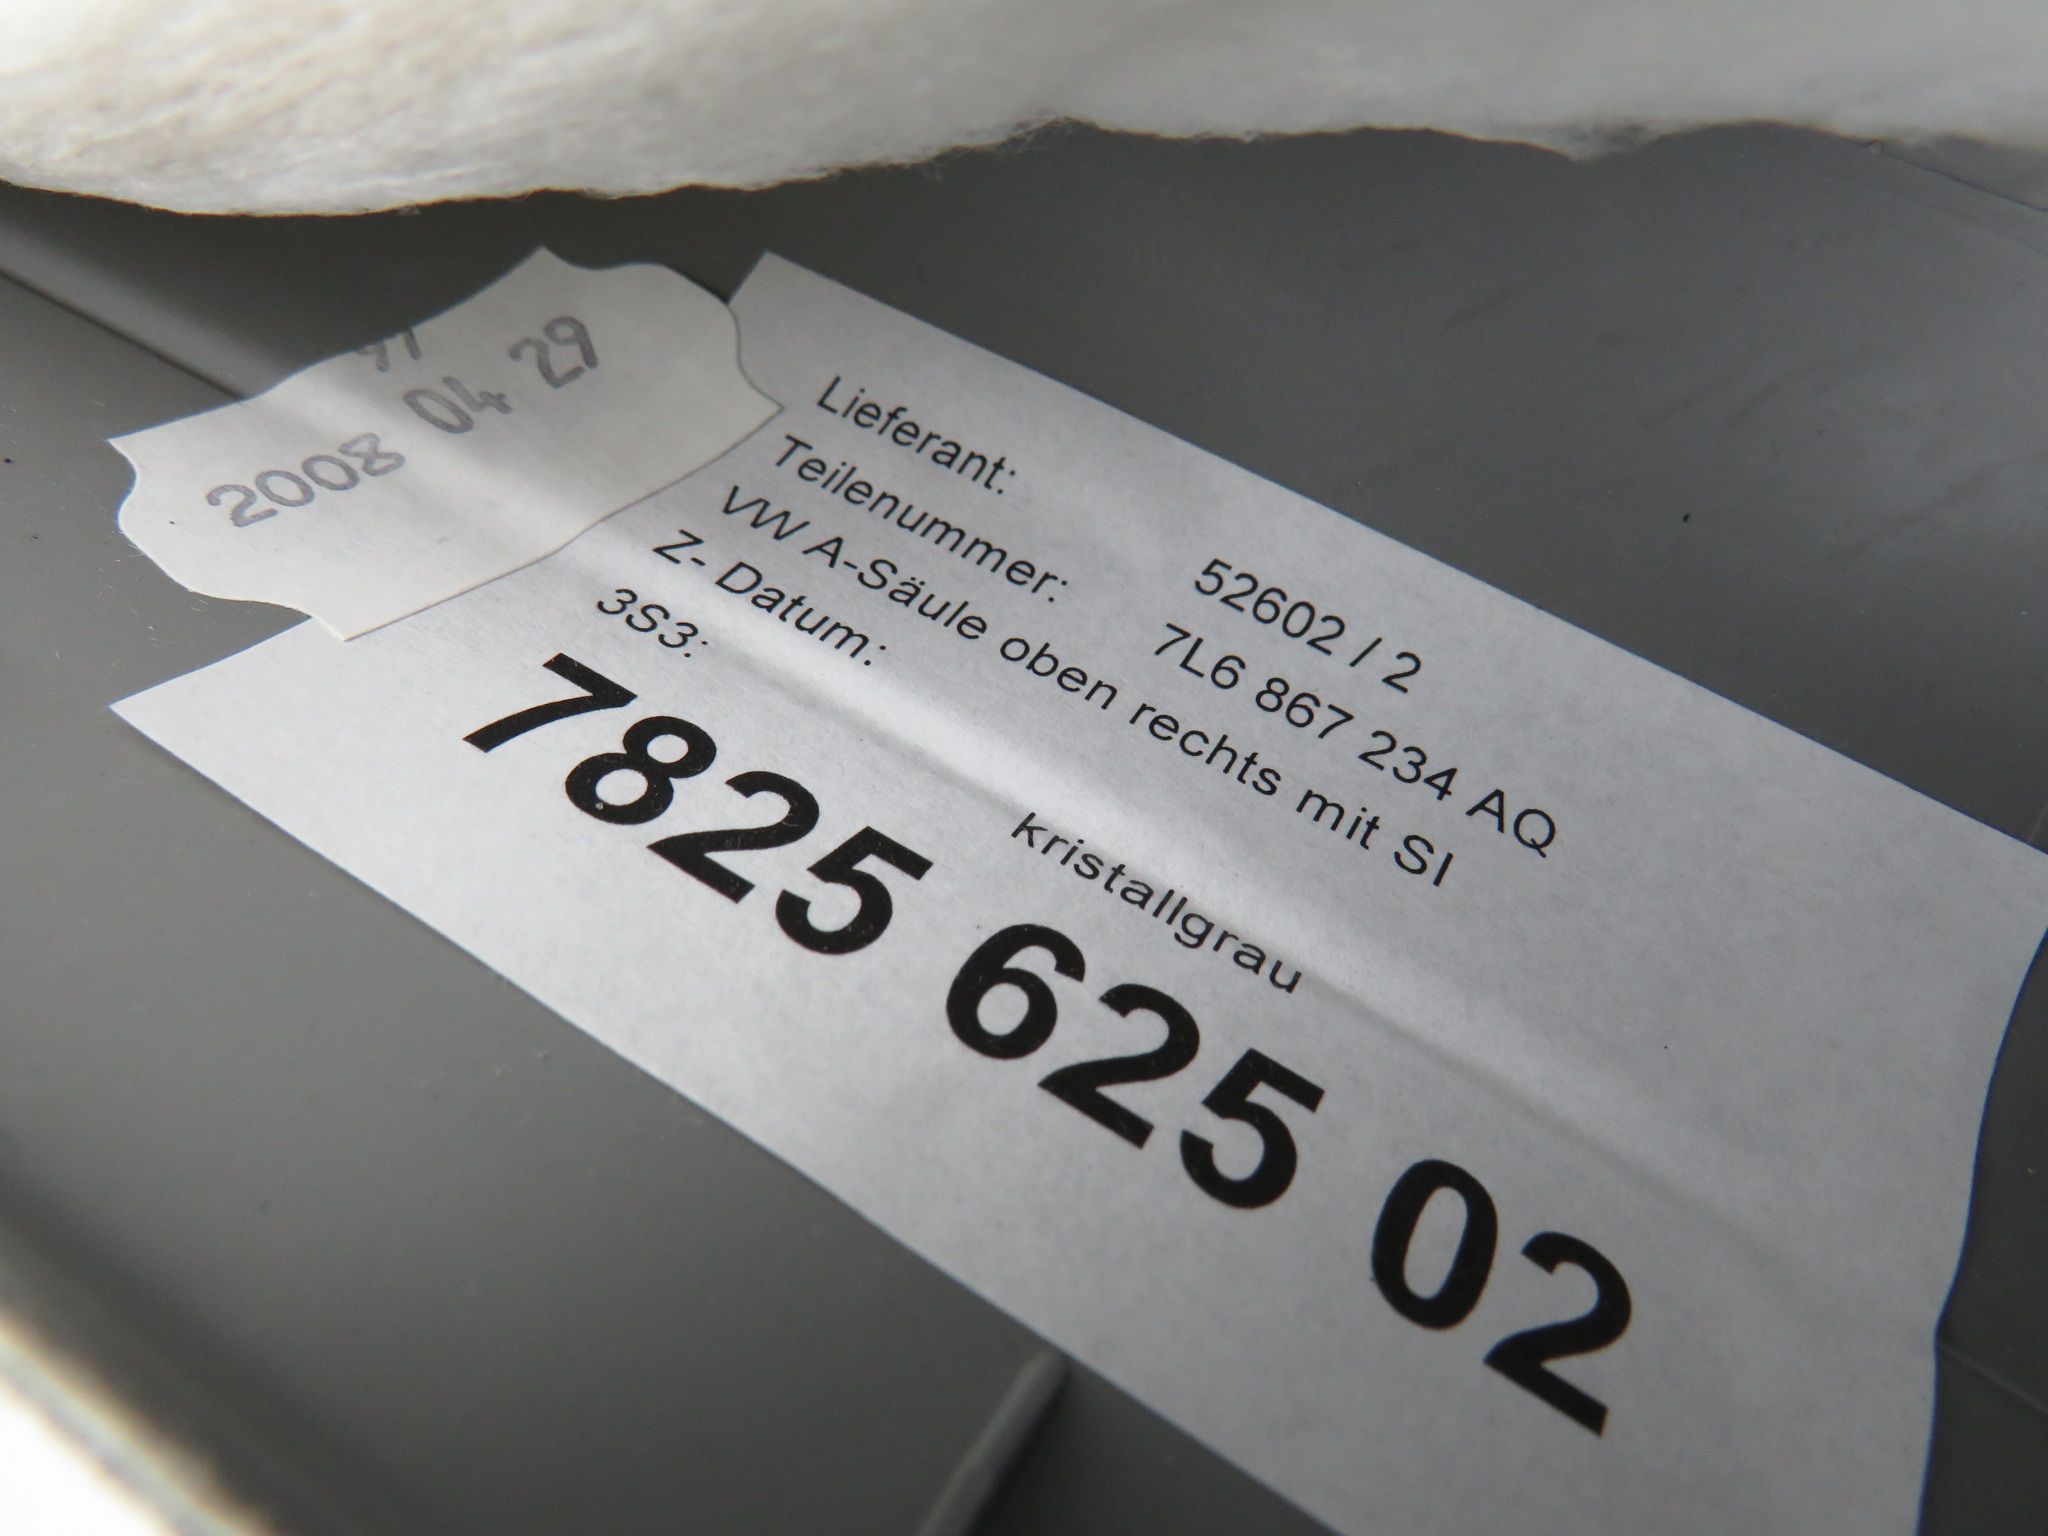 91
2008 04 29
Lieferant: 52602 / 2
Teilenummer: 7L6 867 234 AQ
VW A-Säule oben rechts mit SI
Z- Datum:
3S3: kristallgrau
7825 625 02